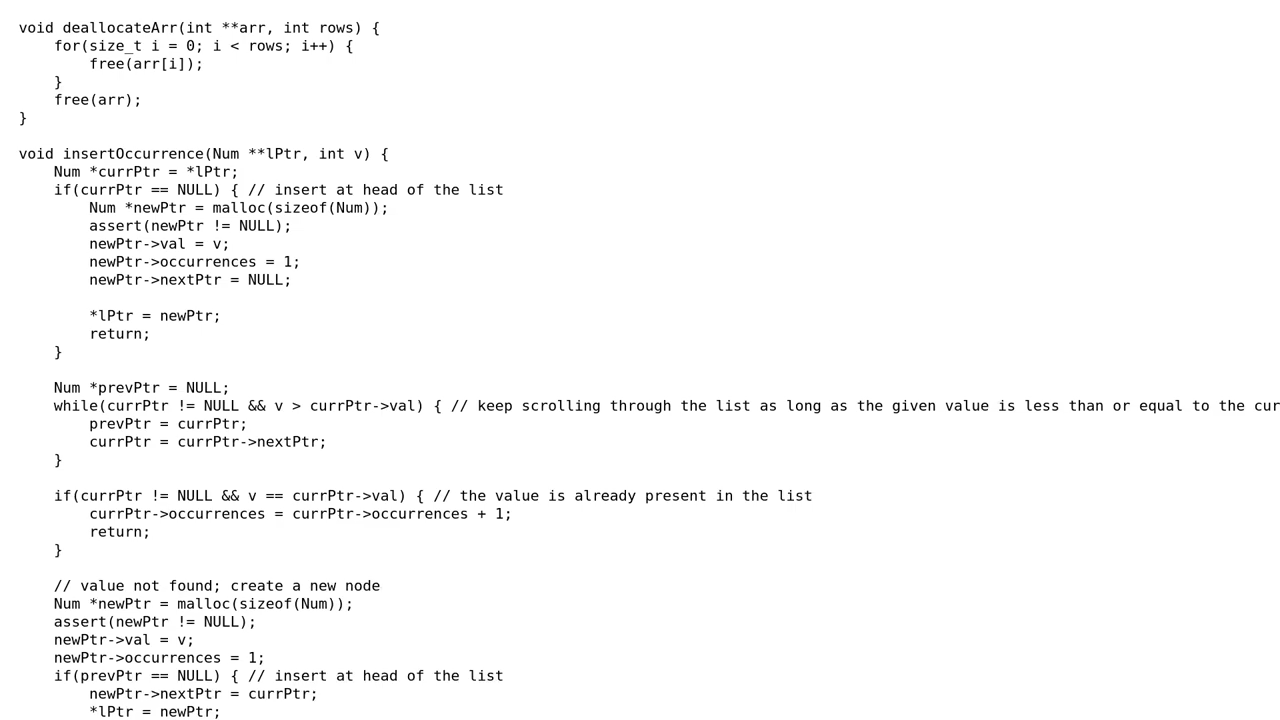 void deallocateArr(int **arr, int rows) {
    for(size_t i = 0; i < rows; i++) {
        free(arr[i]);
    }
    free(arr);
}

void insertOccurrence(Num **lPtr, int v) {
    Num *currPtr = *lPtr;
    if(currPtr == NULL) { // insert at head of the list
        Num *newPtr = malloc(sizeof(Num));
        assert(newPtr != NULL);
        newPtr->val = v;
        newPtr->occurrences = 1;
        newPtr->nextPtr = NULL;

        *lPtr = newPtr;
        return;
    }

    Num *prevPtr = NULL;
    while(currPtr != NULL && v > currPtr->val) { // keep scrolling through the list as long as the given value is less than or equal to the cur
        prevPtr = currPtr;
        currPtr = currPtr->nextPtr;
    }

    if(currPtr != NULL && v == currPtr->val) { // the value is already present in the list
        currPtr->occurrences = currPtr->occurrences + 1;
        return;
    }

    // value not found; create a new node
    Num *newPtr = malloc(sizeof(Num));
    assert(newPtr != NULL);
    newPtr->val = v;
    newPtr->occurrences = 1;
    if(prevPtr == NULL) { // insert at head of the list
        newPtr->nextPtr = currPtr;
        *lPtr = newPtr;